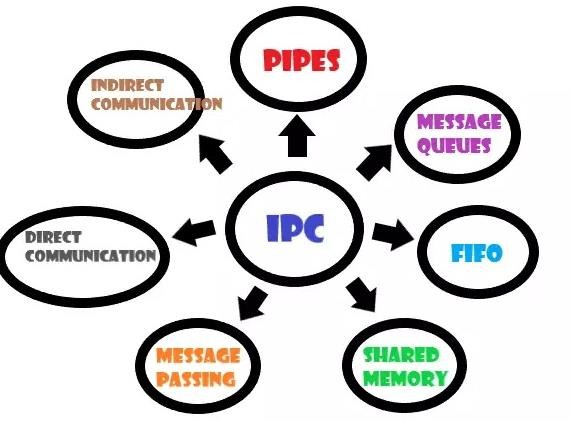 PIPES
INDIRECT
COMMUNICATION
MESSAGE
QUEUES
IPC
DIRECT
COMMUNICATION
FIFO
MESSAGE
PASSING
SHARED
MEMORY